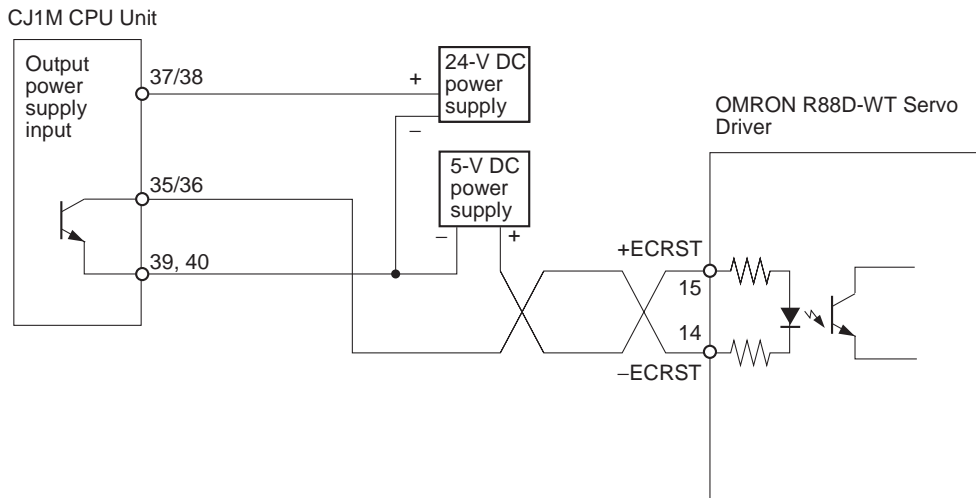 CJ1M CPU Unit
Output
power
supply
input
37/38
+
24-V DC
power
supply
−
OMRON R88D-WT Servo
Driver
35/36
5-V DC
power
supply
−
+
39, 40
+ECRST
15
14
−ECRST